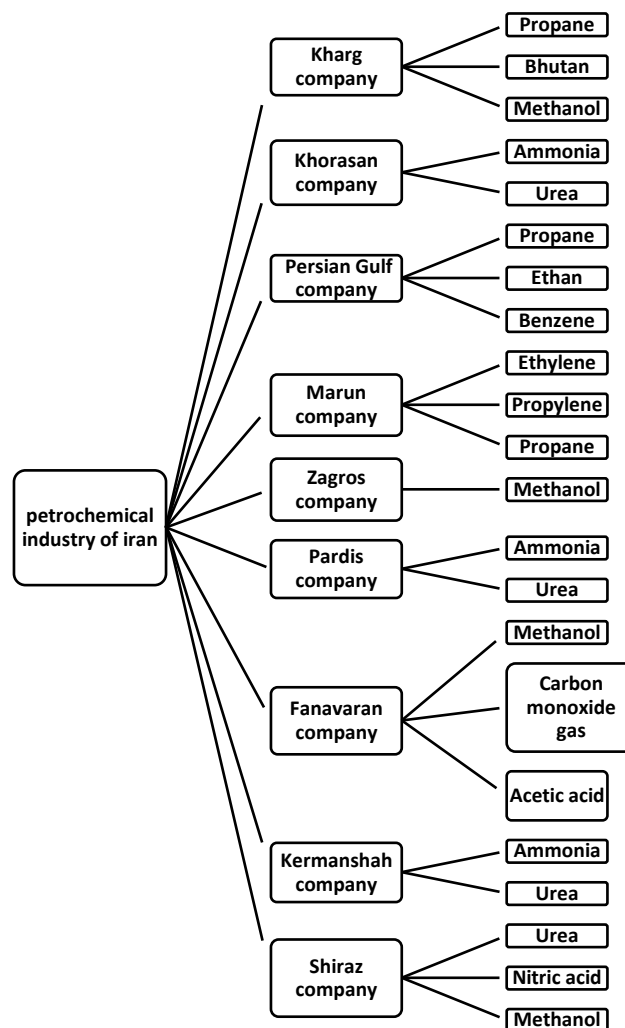 petrochemical
industry of iran
Kharg
company
Propane
Bhutan
Methanol
Khorasan
company
Ammonia
Urea
Persian Gulf
company
Propane
Ethan
Benzene
Marun
company
Ethylene
Propylene
Propane
Zagros
company
Methanol
Pardis
company
Ammonia
Urea
Fanavaran
company
Methanol
Carbon
monoxide
gas
Acetic acid
Kermanshah
company
Ammonia
Urea
Shiraz
company
Urea
Nitric acid
Methanol